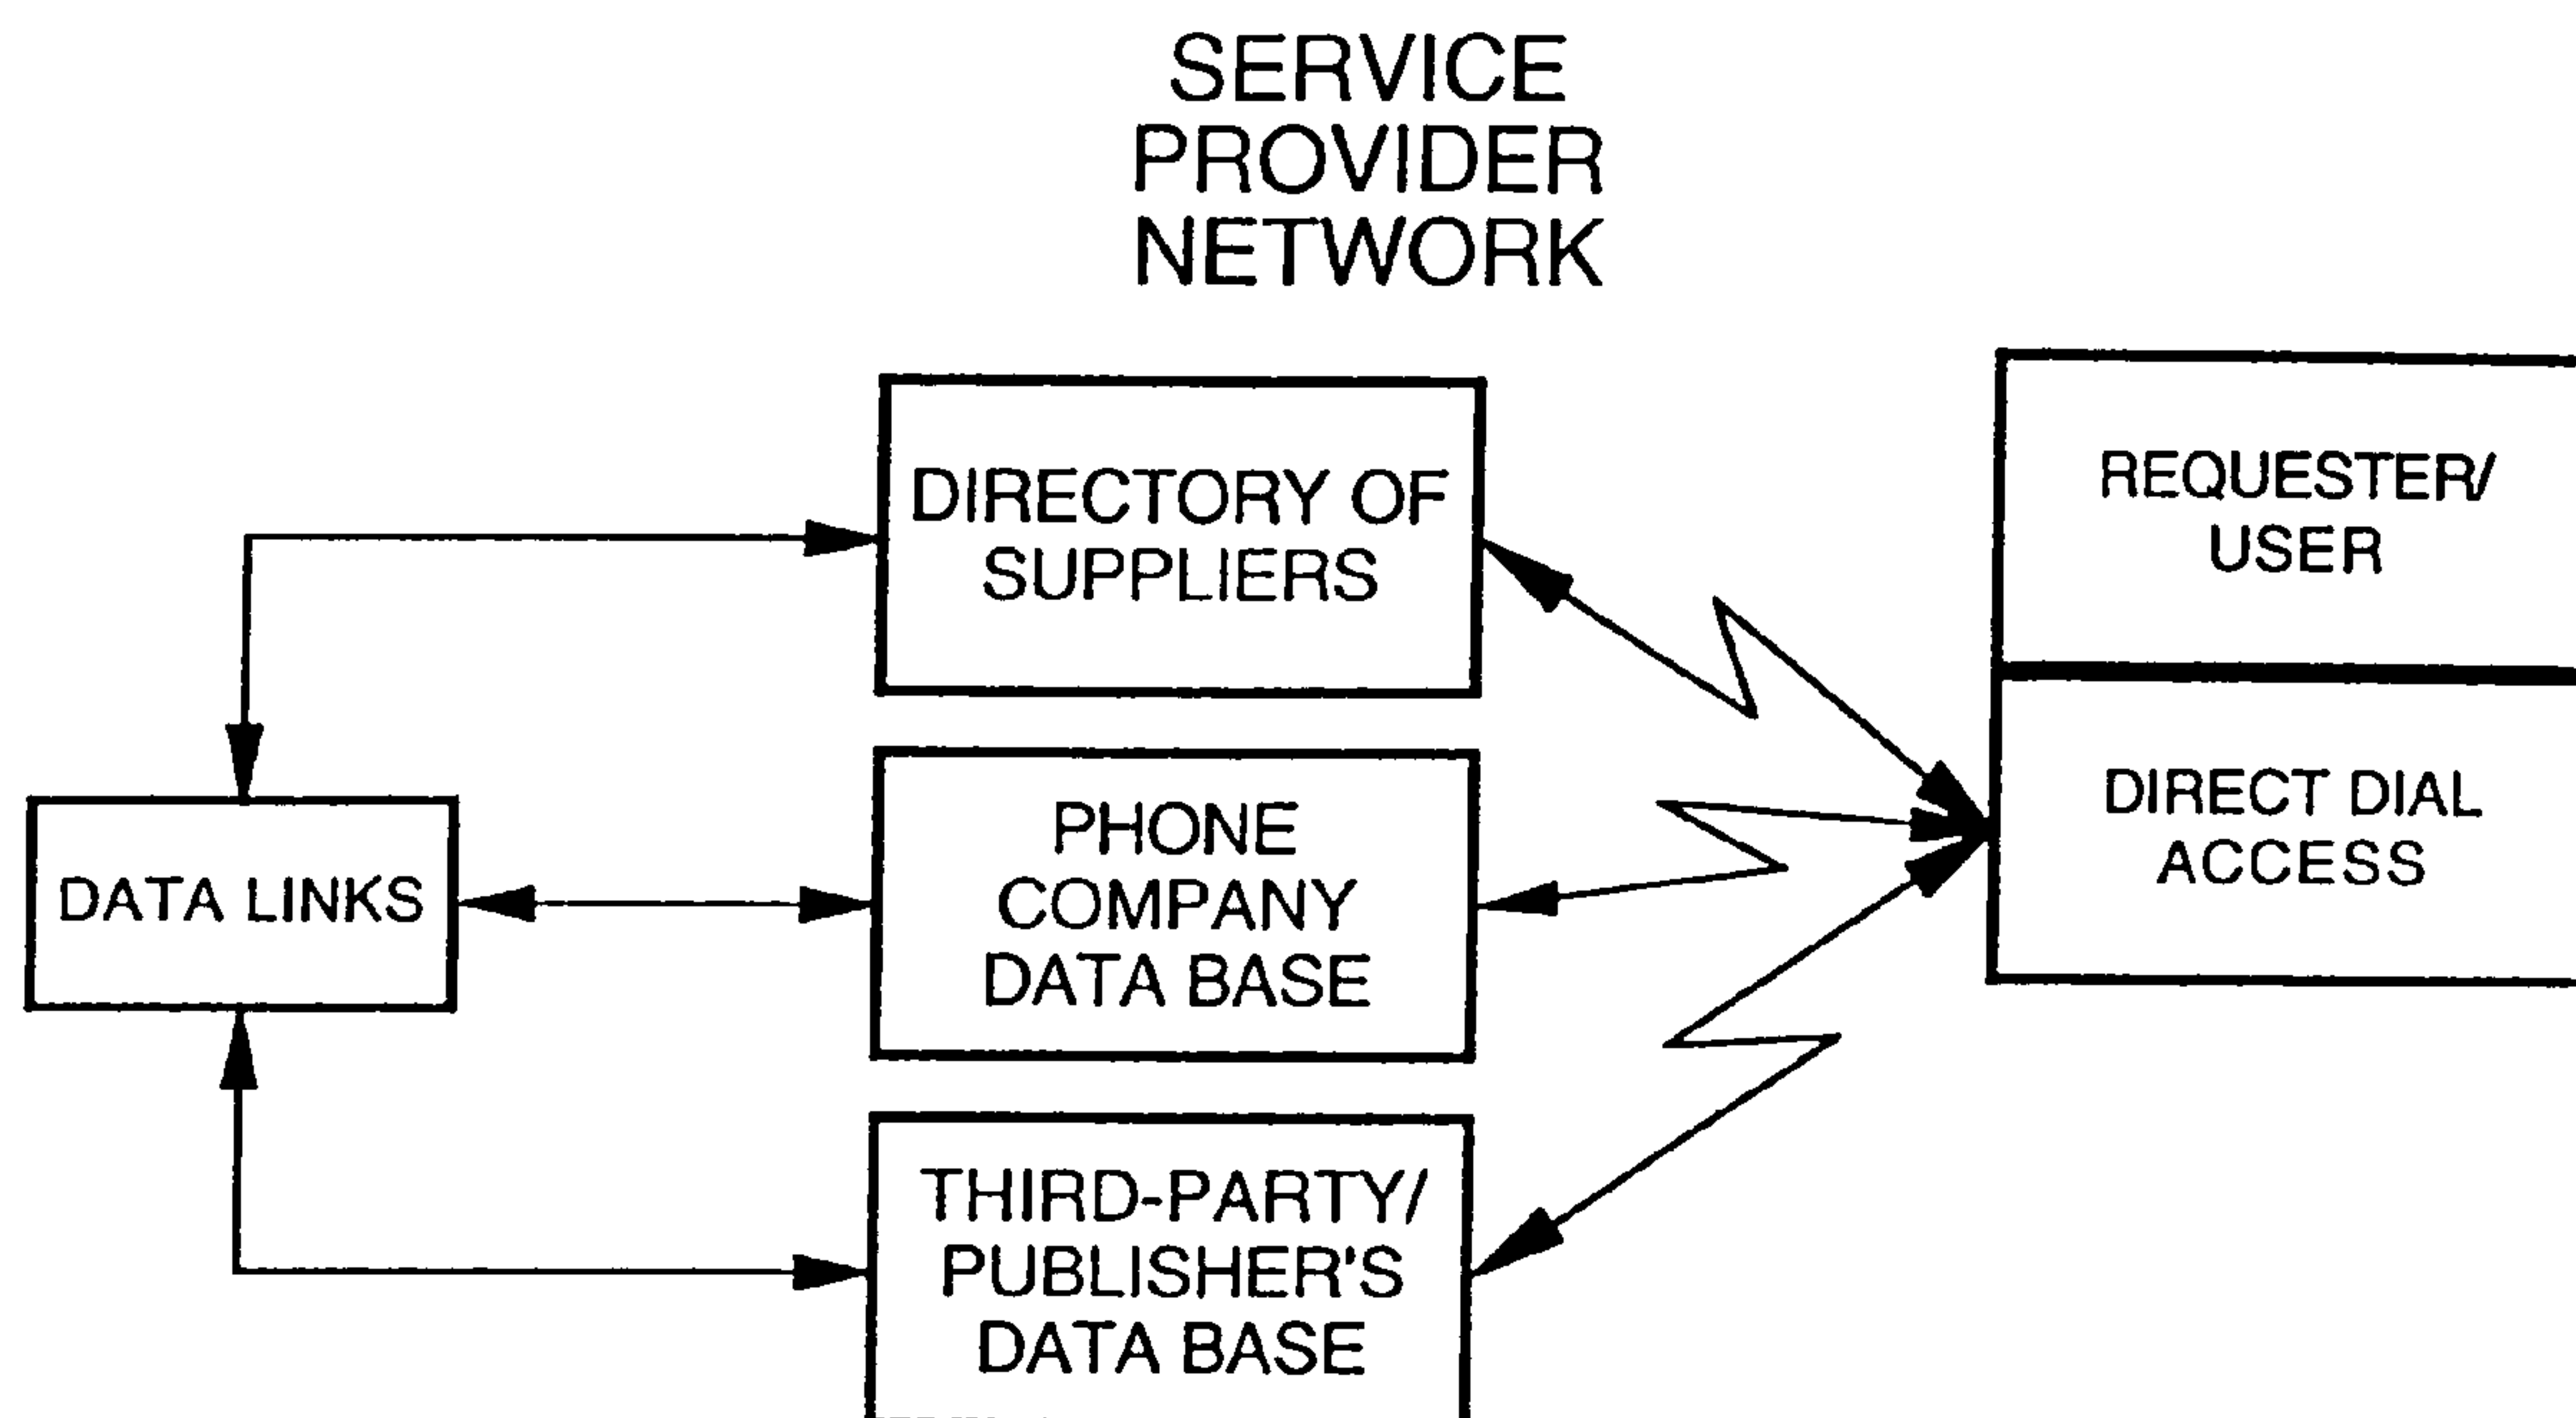 SERVICE
PROVIDER
NETWORK
DIRECTORY OF
SUPPLIERS
REQUESTER/
USER
DATA LINKS
PHONE
COMPANY
DATA BASE
DIRECT DIAL
ACCESS
THIRD-PARTY/
PUBLISHER'S
DATA BASE